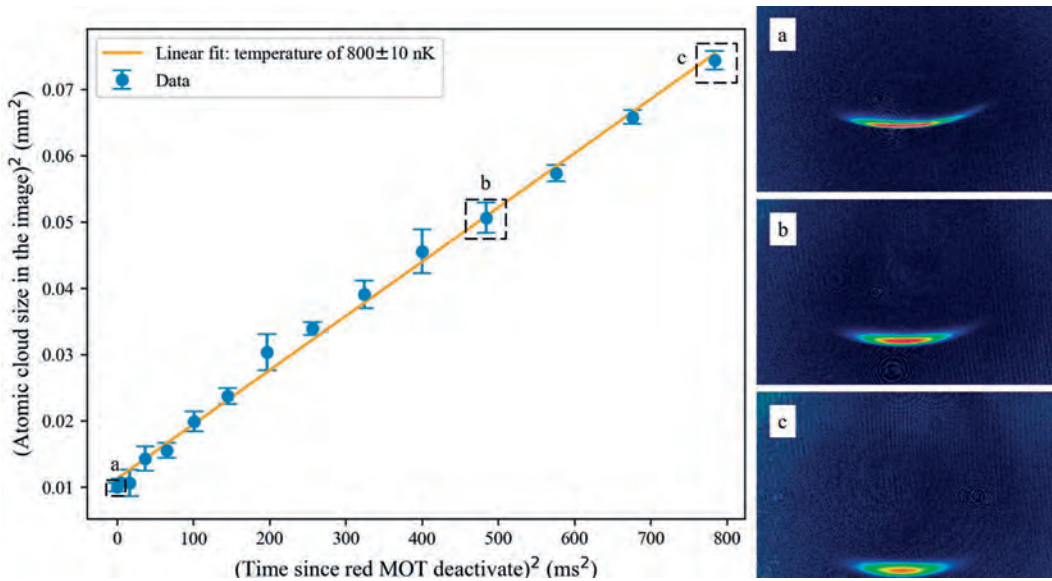 Linear fit: temperature of 800±10 nK
Data
(Atomic cloud size in the image)² (mm²)
0.07
0.06
0.05
0.04
0.03
0.02
0.01
a
b
c
0 100 200 300 400 500 600 700 800
(Time since red MOT deactivate)² (ms²)
a
b
c